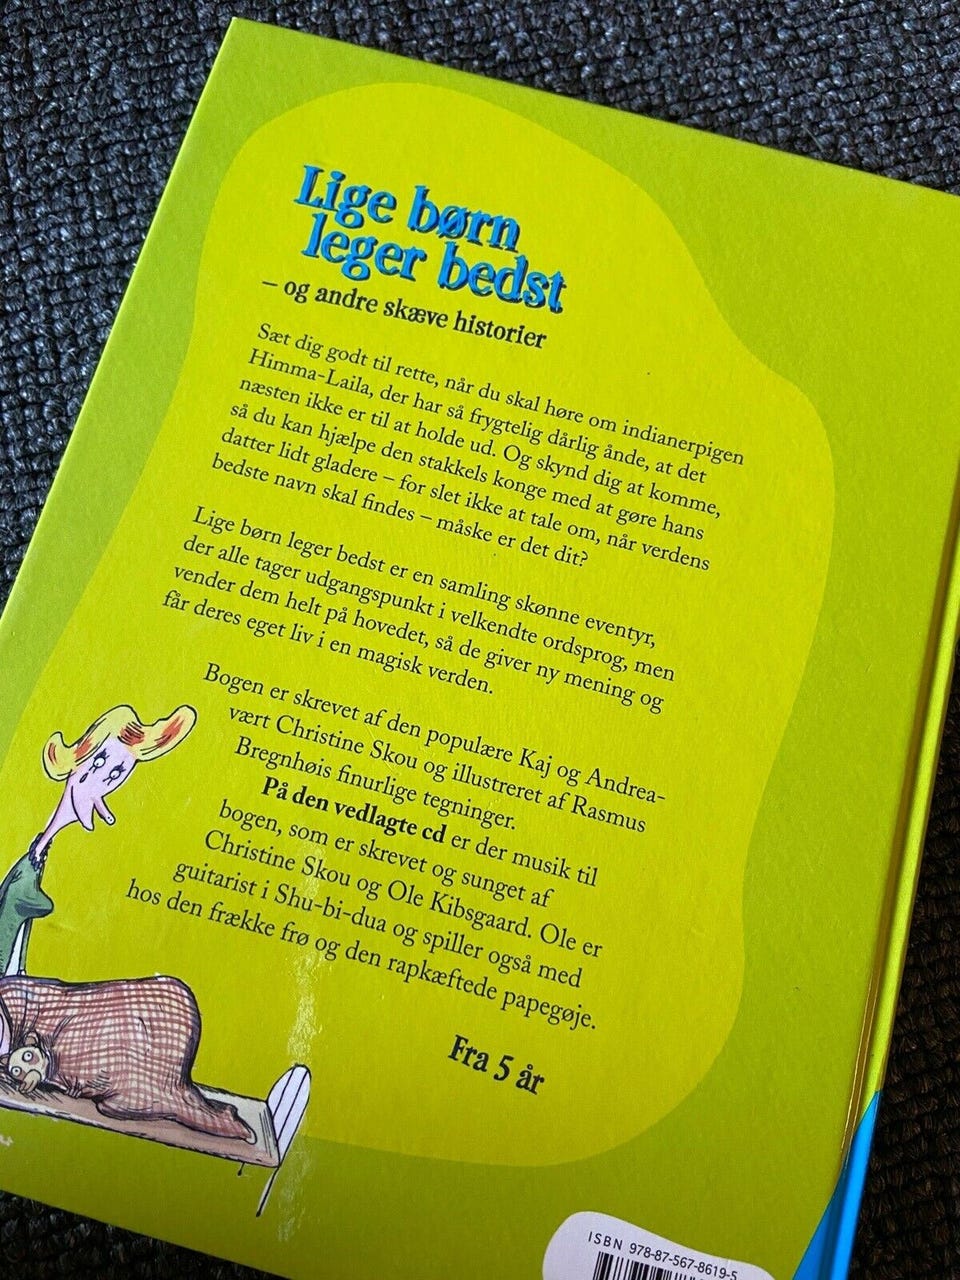 Lige børn
leger bedst
– og andre skæve historier
Sæt dig godt til rette, når du skal høre om indianerpigen
Himma-Laila, der har så frygtelig dårlig ånde, at det
næsten ikke er til at holde ud. Og skynd dig at komme,
så du kan hjælpe den stakkels konge med at gøre hans
datter lidt gladere – for slet ikke at tale om, når verdens
bedste navn skal findes – måske er det dit?
Lige børn leger bedst er en samling skønne eventyr,
der alle tager udgangspunkt i velkendte ordsprog, men
vender dem helt på hovedet, så de giver ny mening og
får deres eget liv i en magisk verden.
Bogen er skrevet af den populære Kaj og Andrea-
vært Christine Skou og illustreret af Rasmus
Bregnhøis finurlige tegninger.
På den vedlagte cd er der musik til
bogen, som er skrevet og sunget af
Christine Skou og Ole Kibsgaard. Ole er
guitarist i Shu-bi-dua og spiller også med
hos den frække frø og den rapkæftede papegøje.
Fra 5 år
ISBN 978-87-567-8619-5